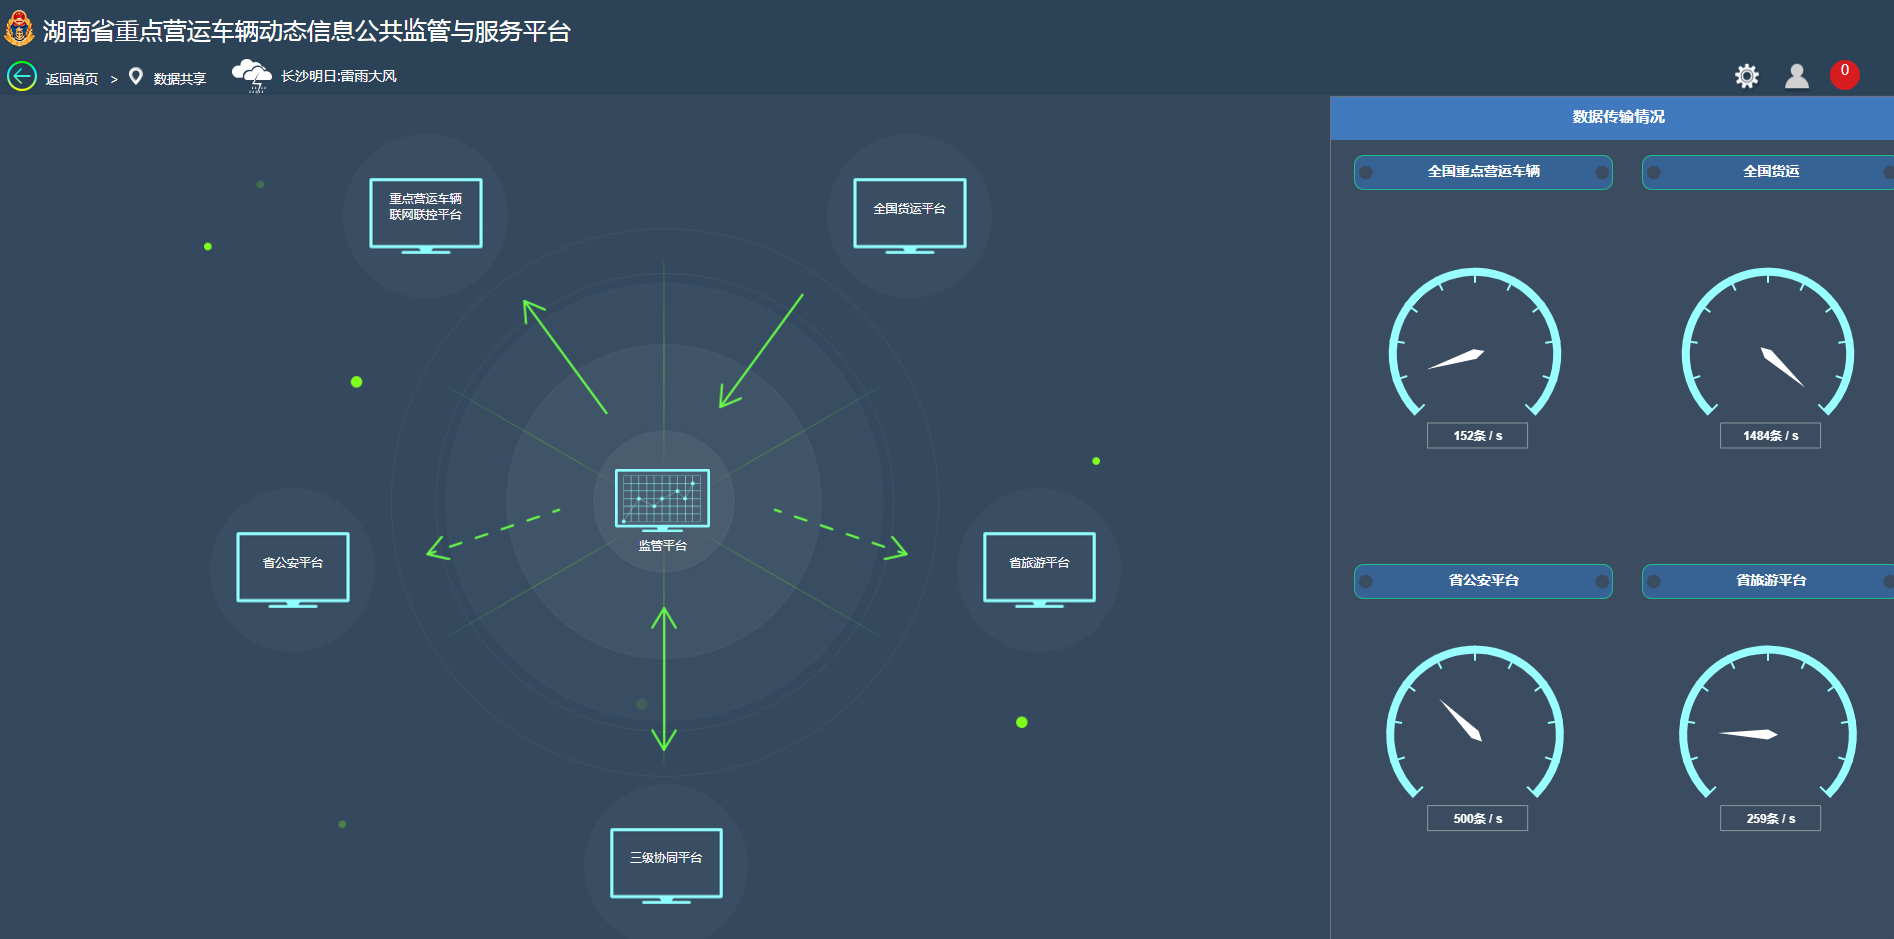 湖南省重点营运车辆动态信息公共监管与服务平台
返回首页 > 数据共享 长沙明日:雷雨大风
0
数据传输情况
全国重点营运车辆 全国货运
重点营运车辆
联网联控平台
全国货运平台
152条 / s 1484条 / s
监管平台
省公安平台
省旅游平台
省公安平台 省旅游平台
500条 / s 259条 / s
三级协同平台